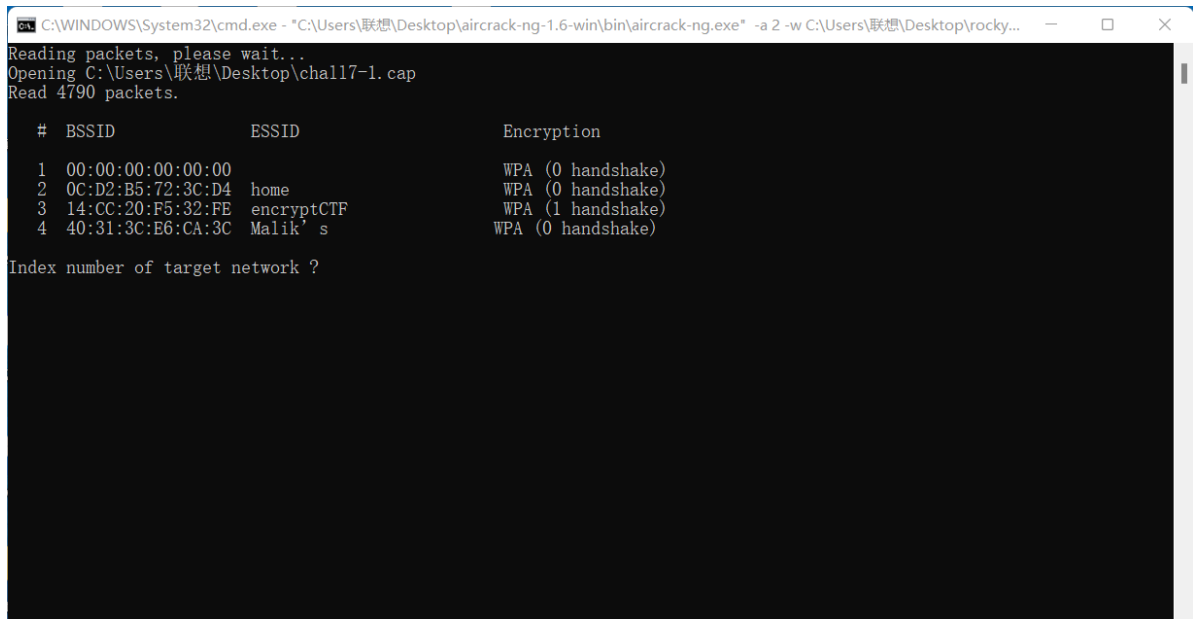 C:\WINDOWS\System32\cmd.exe - "C:\Users\联想\Desktop\aircrack-ng-1.6-win\bin\aircrack-ng.exe" -a 2 -w C:\Users\联想\Desktop\rocky...
Reading packets, please wait...
Opening C:\Users\联想\Desktop\chall7-1.cap
Read 4790 packets.
# BSSID ESSID Encryption
1 00:00:00:00:00:00 WPA (0 handshake)
2 0C:D2:B5:72:3C:D4 home WPA (0 handshake)
3 14:CC:20:F5:32:FE encryptCTF WPA (1 handshake)
4 40:31:3C:E6:CA:3C Malik’s WPA (0 handshake)
Index number of target network ?